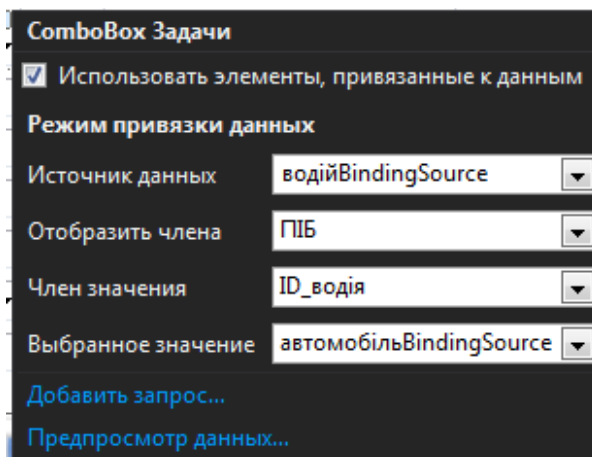 ComboBox Задачи
Использовать элементы, привязанные к данным
Режим привязки данных
Источник данных водійBindingSource
Отобразить члена ПІБ
Член значения ID_водія
Выбранное значение автомобільBindingSource
Добавить запрос...
Предпросмотр данных...